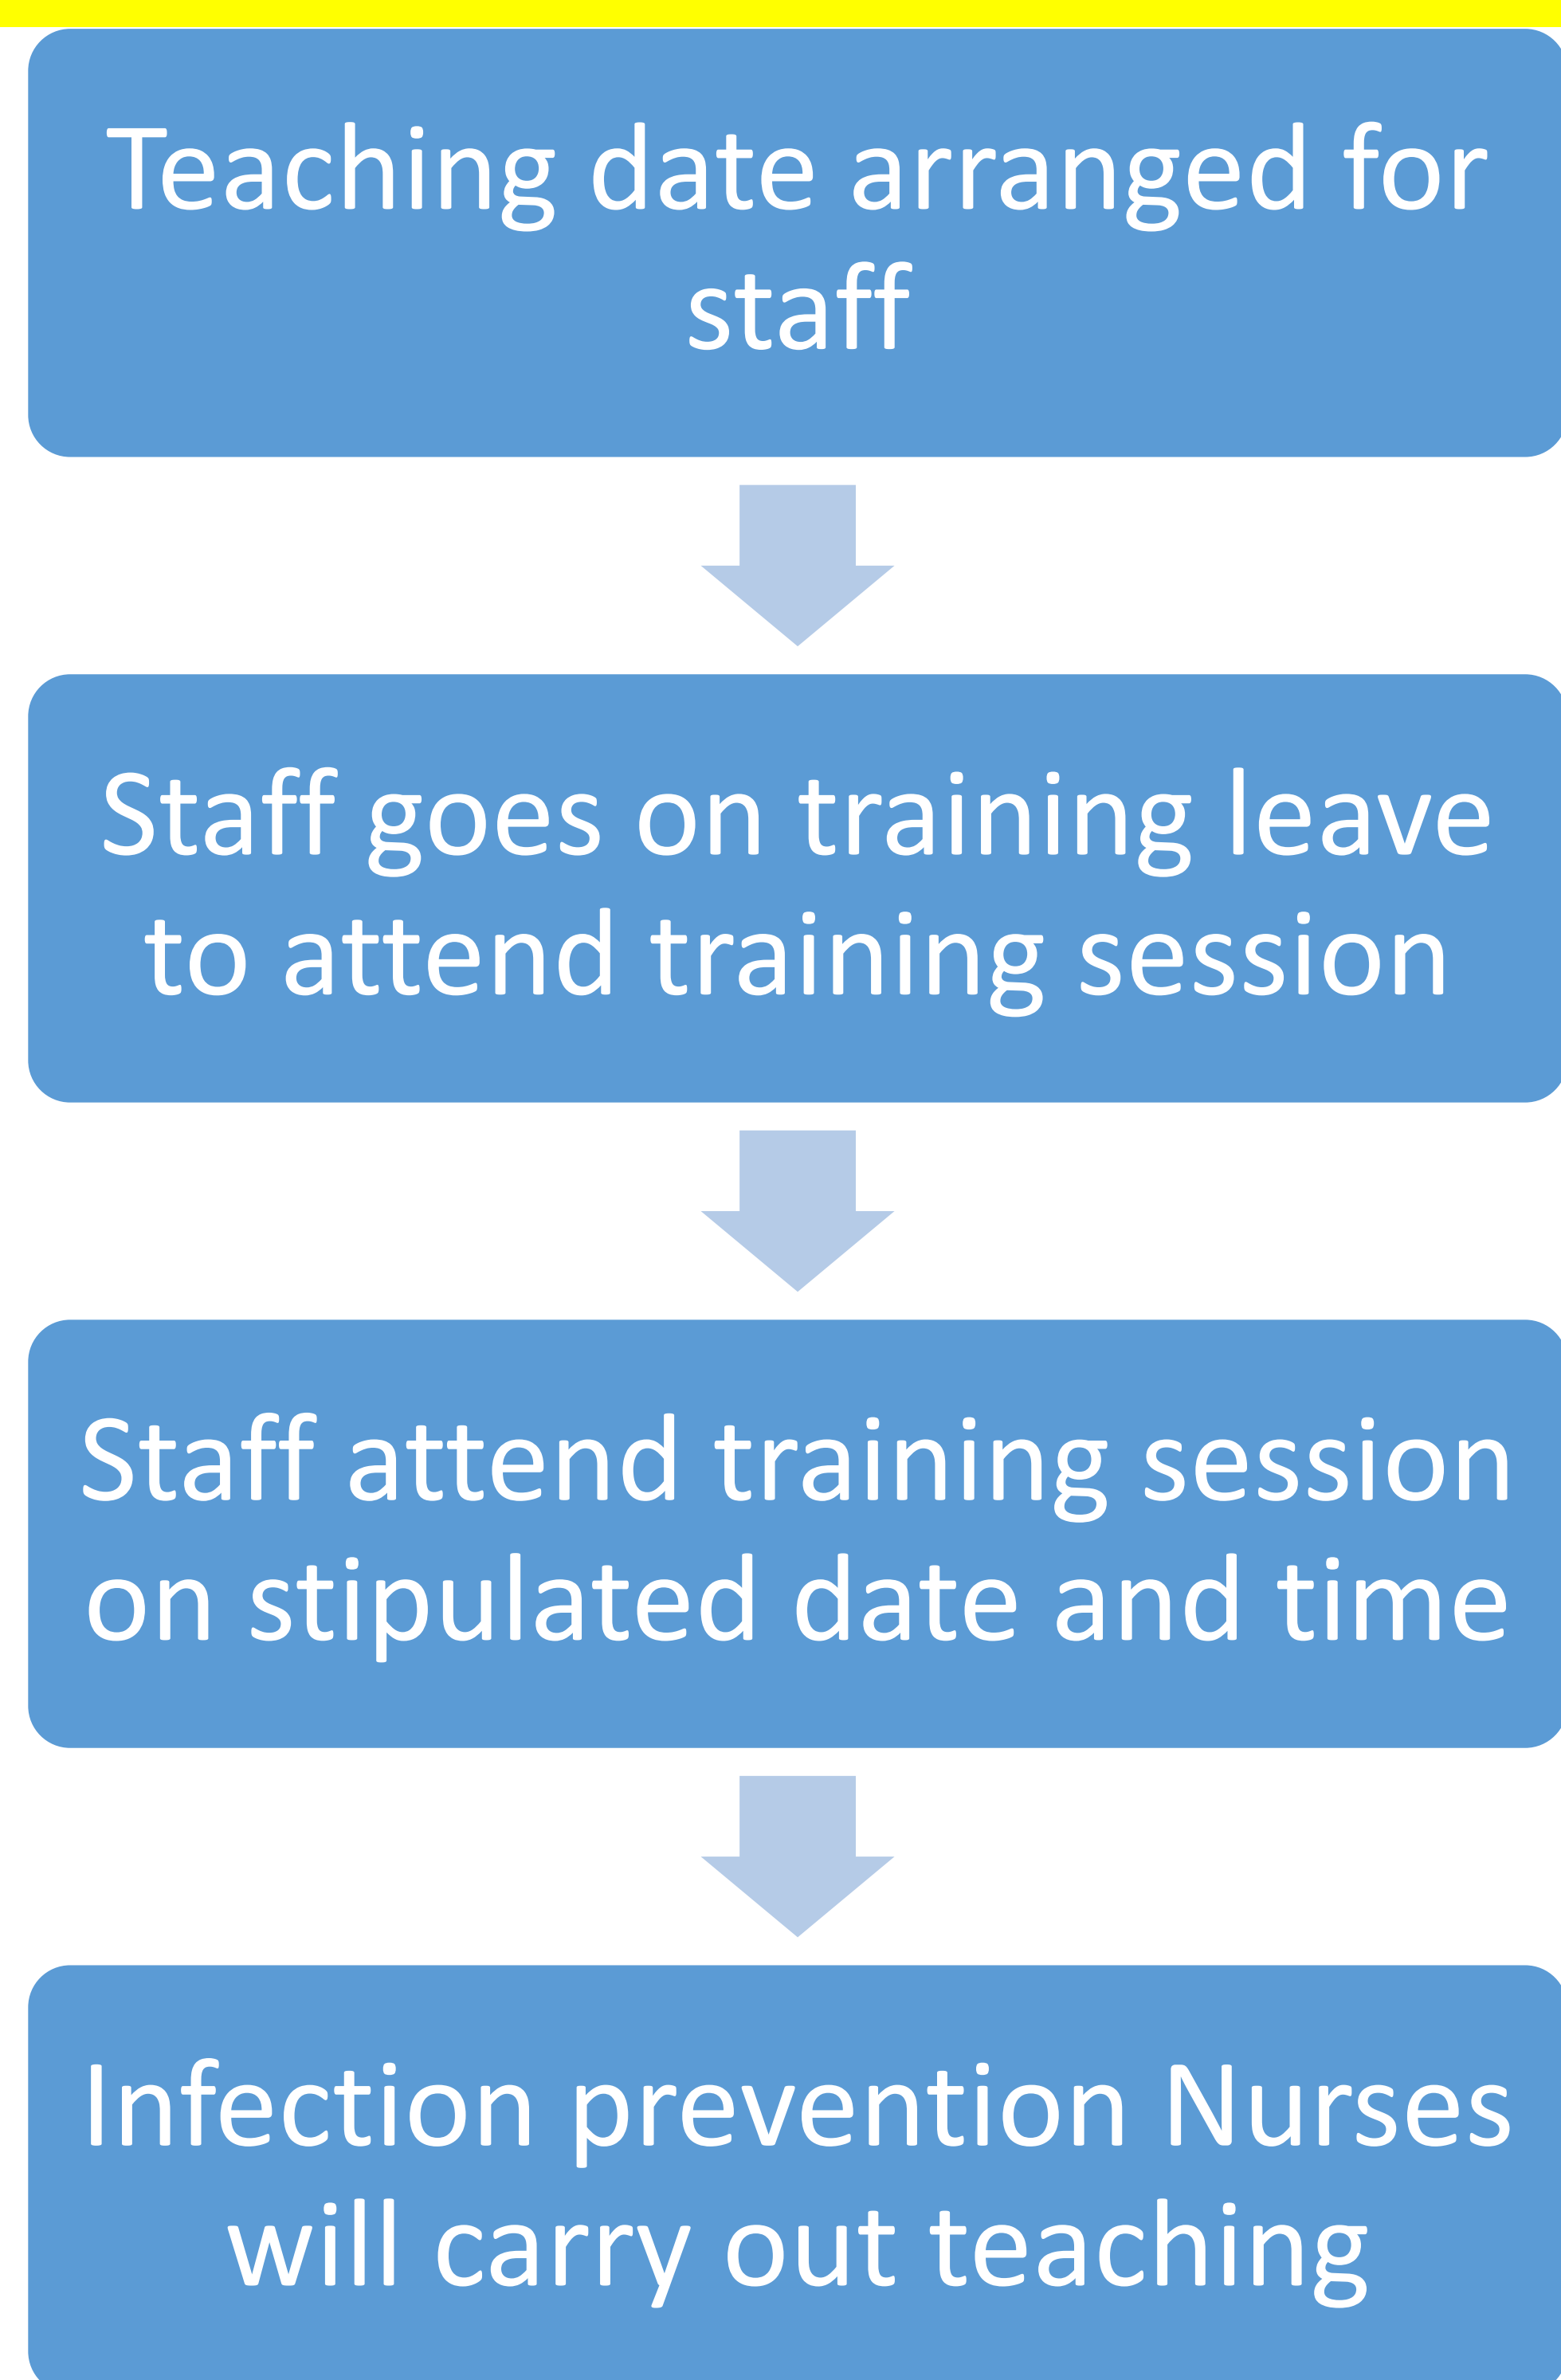 Teaching date arranged for
staff
Staff goes on training leave
to attend training session
Staff attend training session
on stipulated date and time
Infection prevention Nurses
will carry out teaching